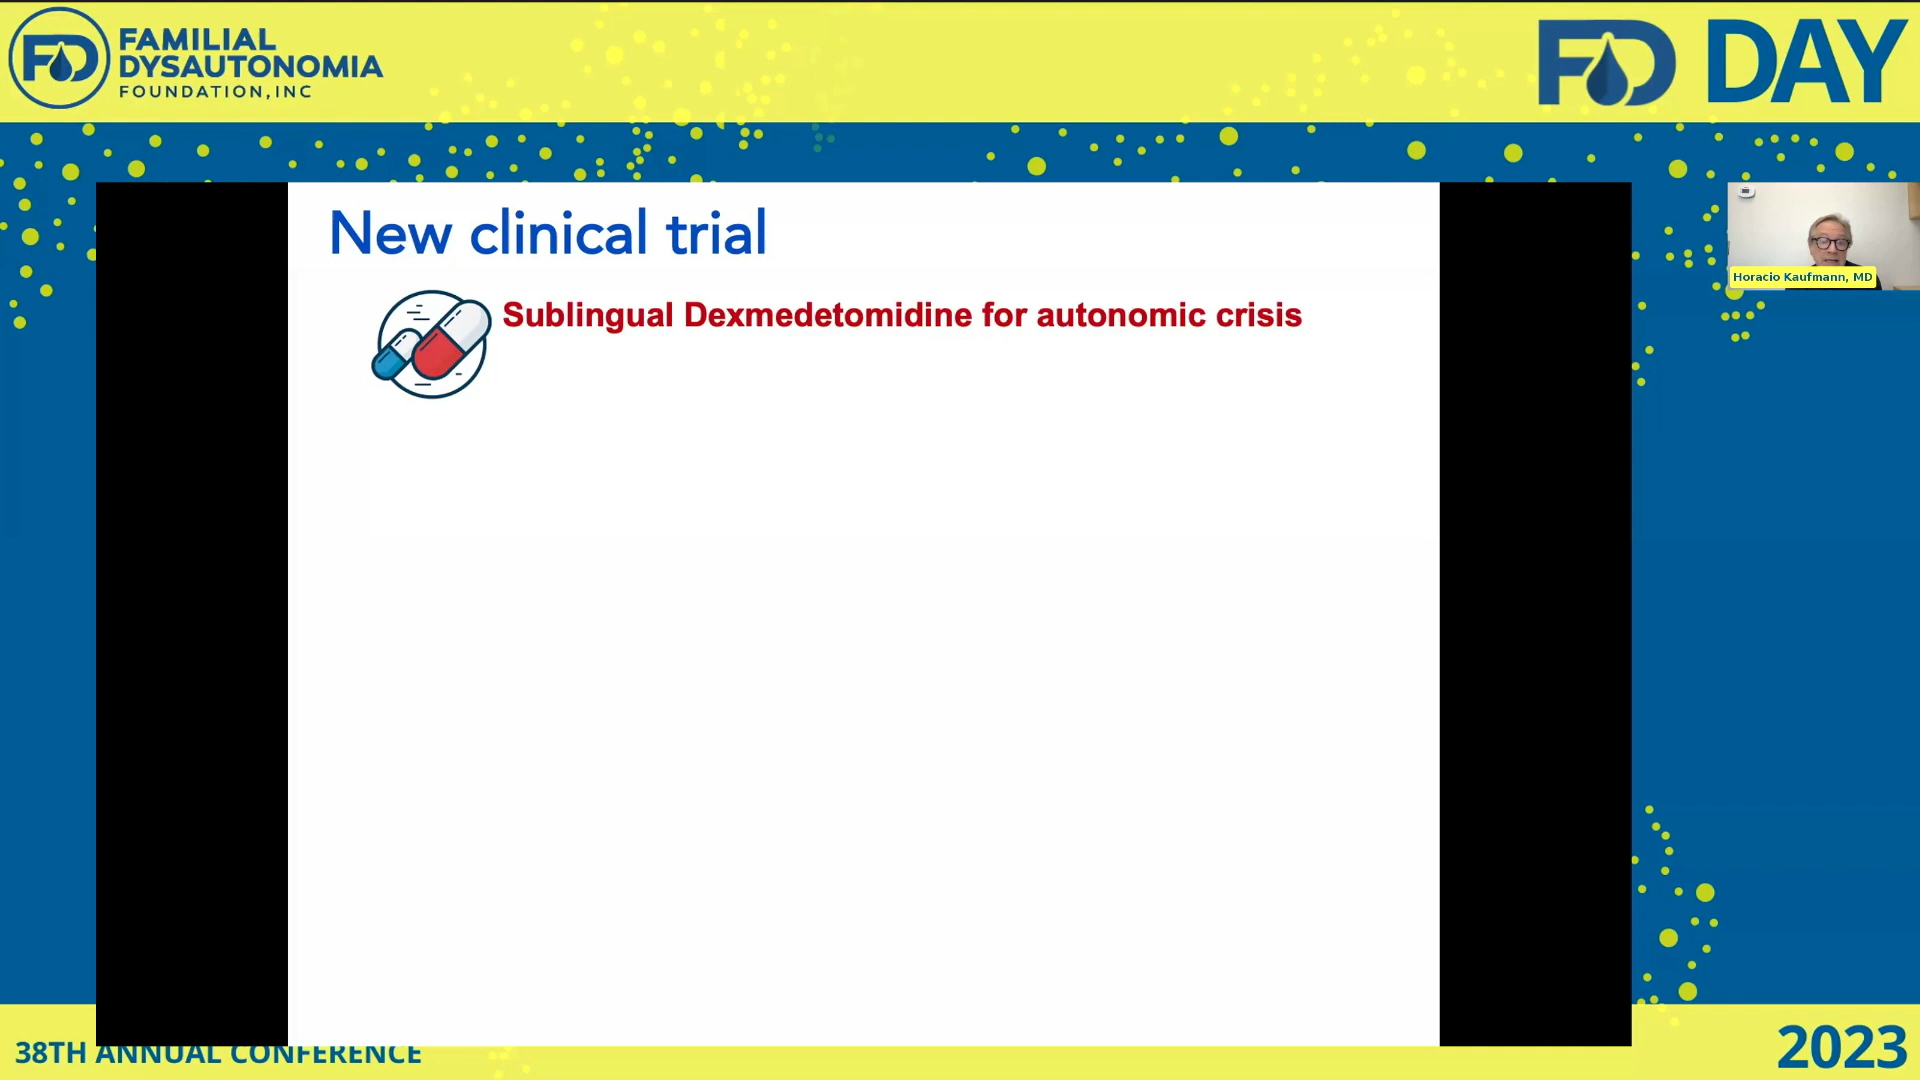 FD
FAMILIAL
DYSAUTONOMIA
FOUNDATION, INC
FD DAY
New clinical trial
Sublingual Dexmedetomidine for autonomic crisis
Horacio Kaufmann, MD
38TH ANNUAL CONFERENCE
2023